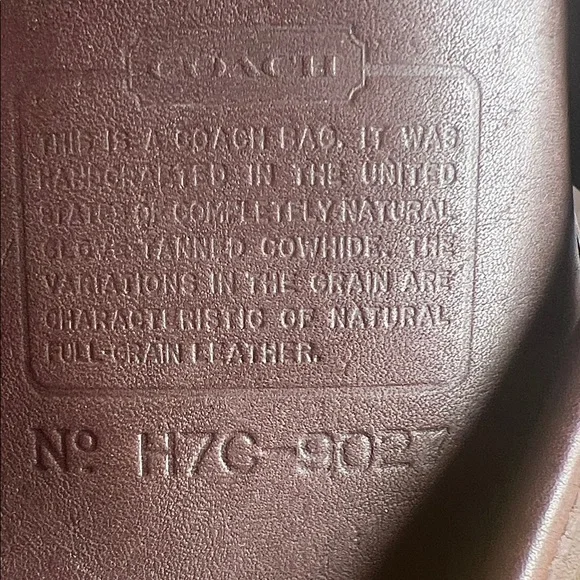 COACH
THIS IS A COACH BAG. IT WAS
HANDCRAFTED IN THE UNITED
STATES OF COMPLETELY NATURAL
GLOVE TANNED COWHIDE. THE
VARIATIONS IN THE GRAIN ARE
CHARACTERISTIC OF NATURAL
FULL-GRAIN LEATHER.
Nº H7C-9027